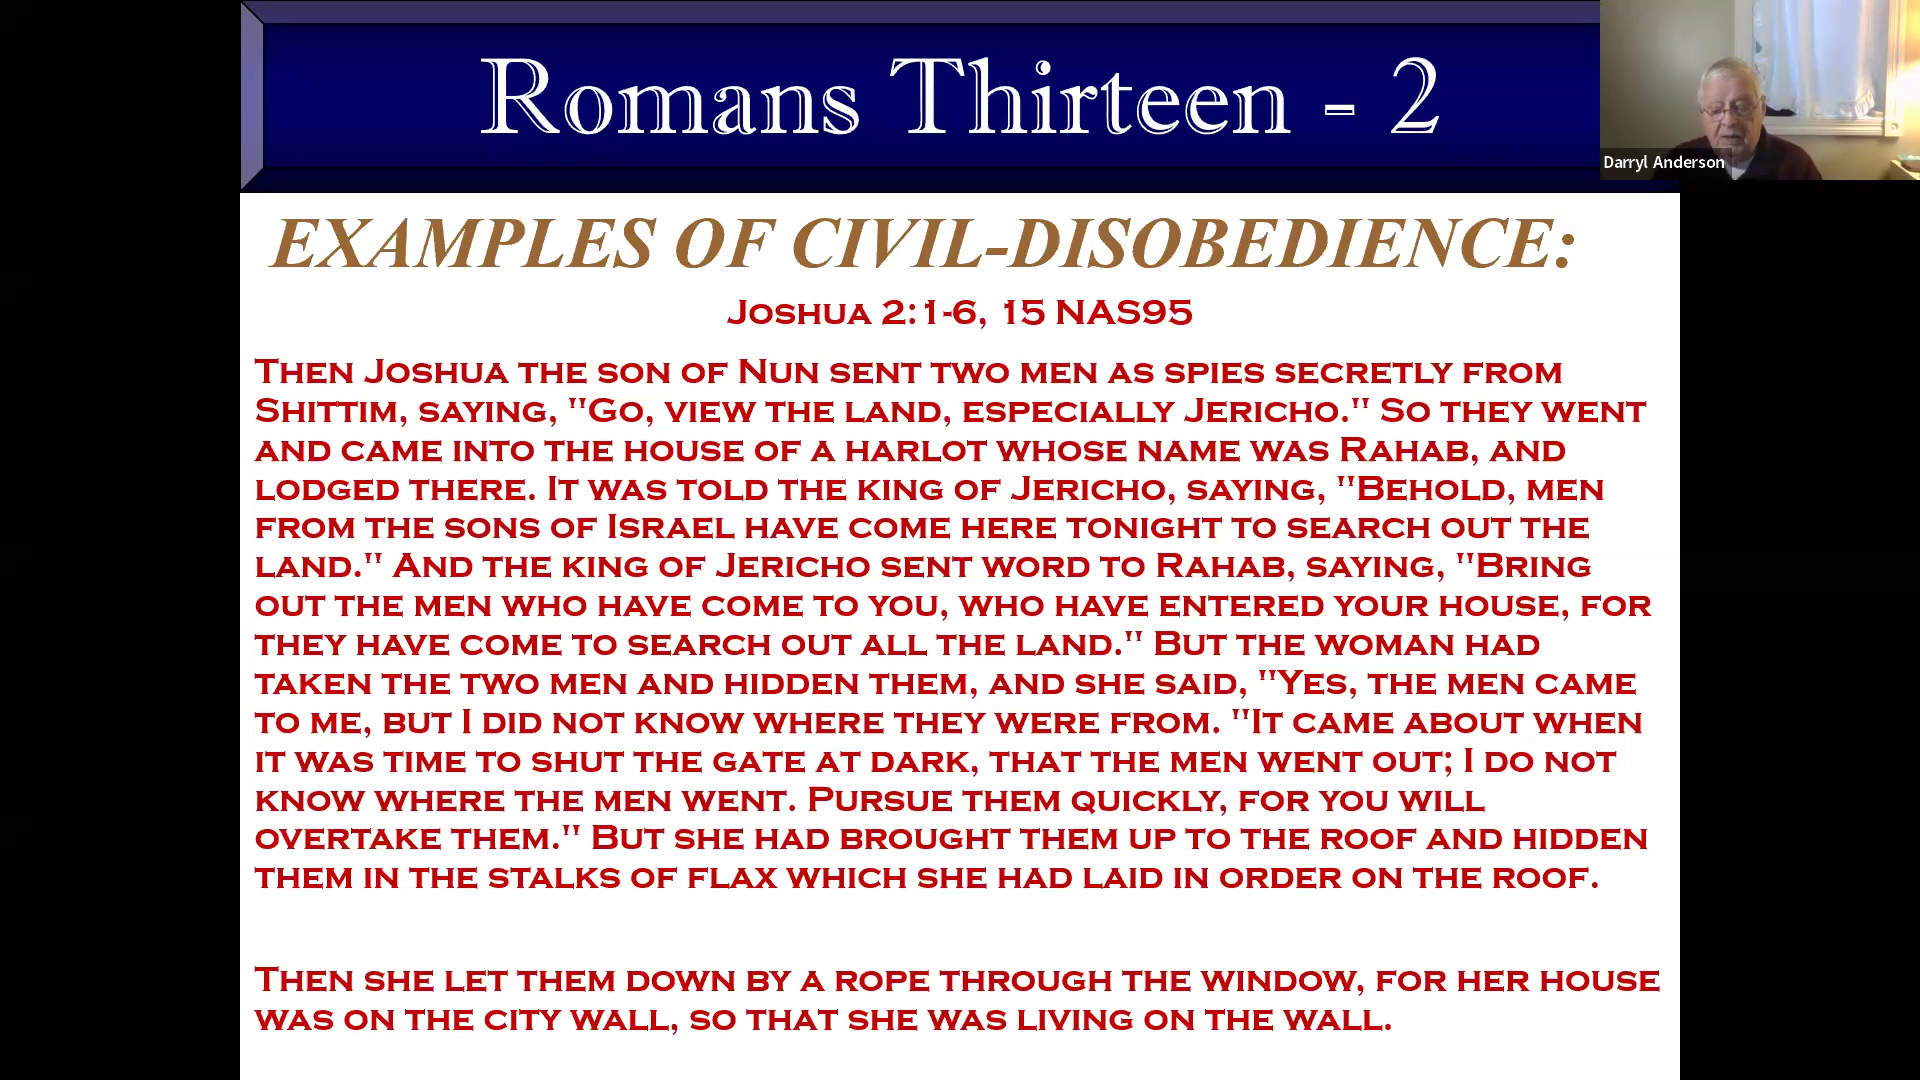 Romans Thirteen - 2
Darryl Anderson
EXAMPLES OF CIVIL-DISOBEDIENCE:
Joshua 2:1-6, 15 NAS95
Then Joshua the son of Nun sent two men as spies secretly from
Shittim, saying, "Go, view the land, especially Jericho." So they went
and came into the house of a harlot whose name was Rahab, and
lodged there. It was told the king of Jericho, saying, "Behold, men
from the sons of Israel have come here tonight to search out the
land." And the king of Jericho sent word to Rahab, saying, "Bring
out the men who have come to you, who have entered your house, for
they have come to search out all the land." But the woman had
taken the two men and hidden them, and she said, "Yes, the men came
to me, but I did not know where they were from. "It came about when
it was time to shut the gate at dark, that the men went out; I do not
know where the men went. Pursue them quickly, for you will
overtake them." But she had brought them up to the roof and hidden
them in the stalks of flax which she had laid in order on the roof.
Then she let them down by a rope through the window, for her house
was on the city wall, so that she was living on the wall.